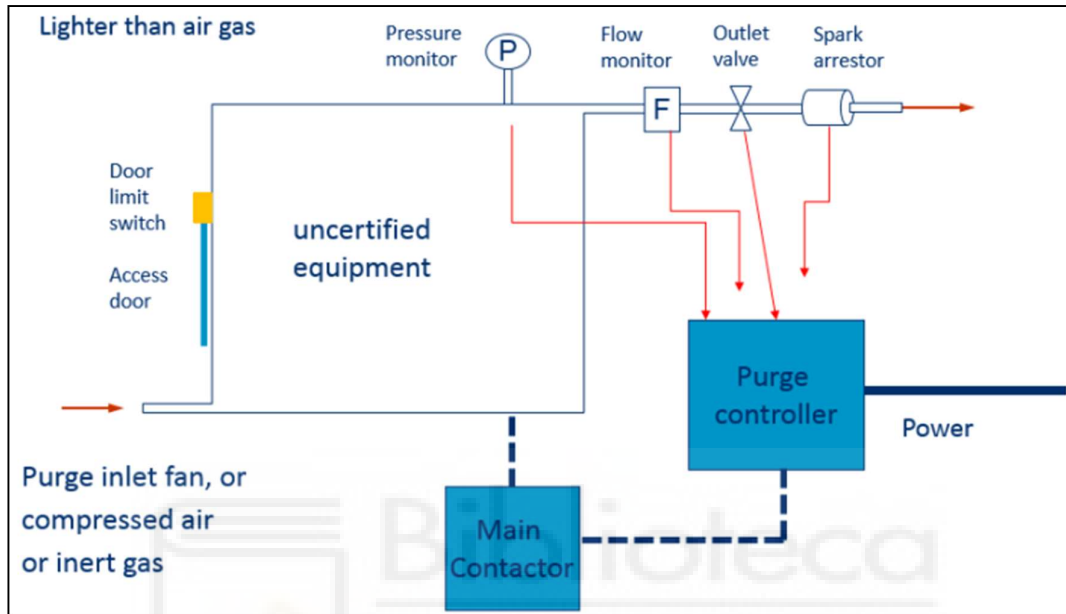 Lighter than air gas
Pressure
monitor
P
Flow
monitor
F
Outlet
valve
Spark
arrestor
Door
limit
switch
uncertified
equipment
Access
door
Purge
controller
Power
Purge inlet fan, or
compressed air
or inert gas
Main
Contactor
Biblioteca